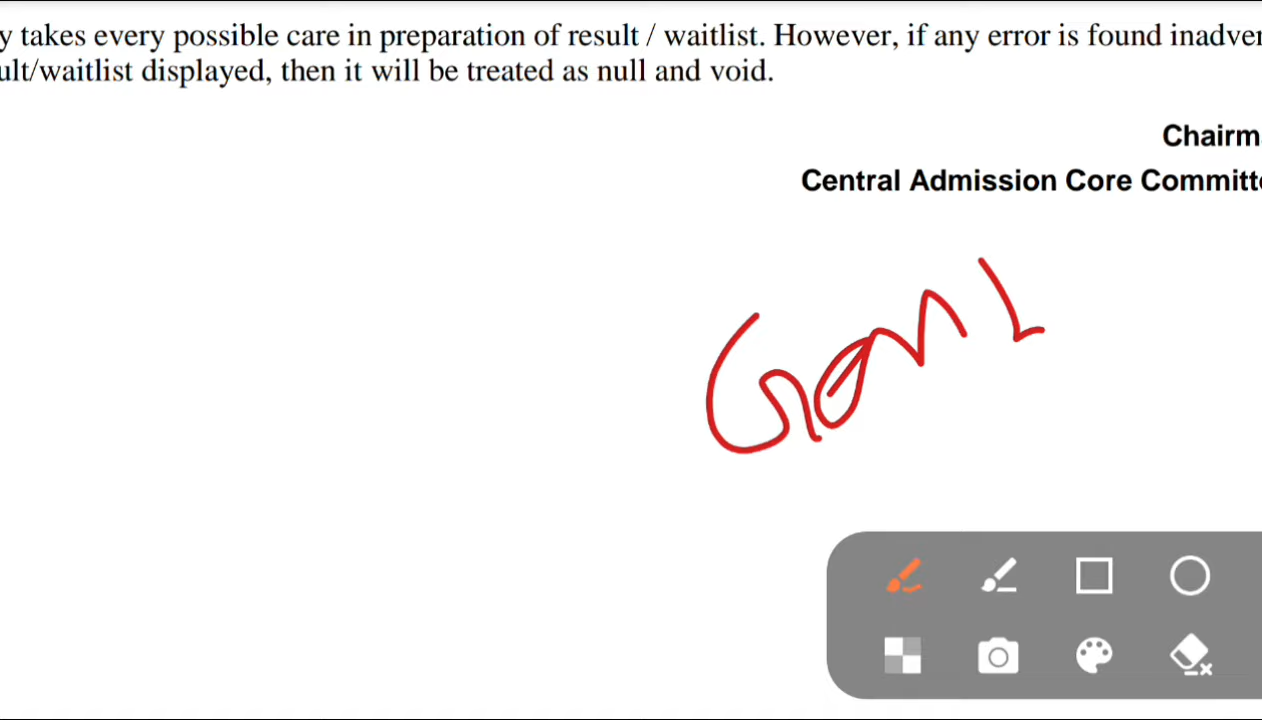 y takes every possible care in preparation of result / waitlist. However, if any error is found inadver
ult/waitlist displayed, then it will be treated as null and void.
Chairm
Central Admission Core Committe